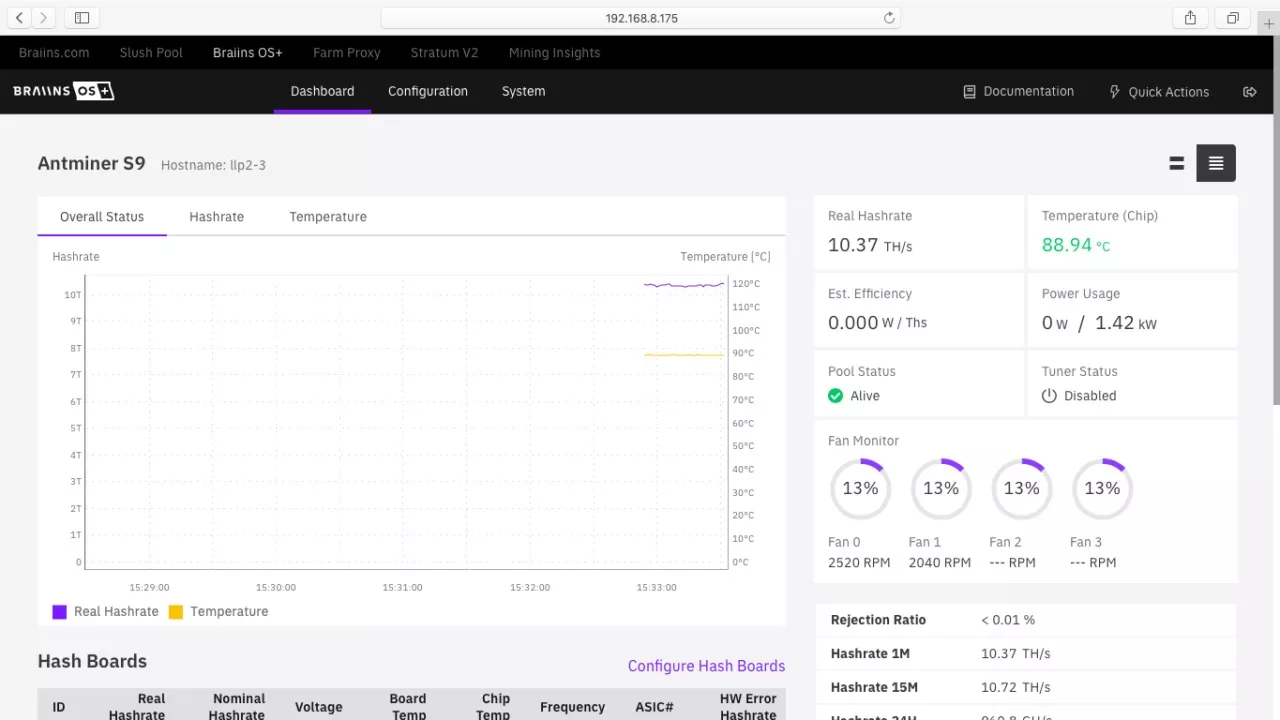 192.168.8.175
Braiins.com Slush Pool Braiins OS+ Farm Proxy Stratum V2 Mining Insights
BRAIINS OS+ Dashboard Configuration System Documentation Quick Actions
Antminer S9 Hostname: llp2-3
Overall Status Hashrate Temperature
Hashrate Temperature [°C]
10T
9T
8T
7T
6T
5T
4T
3T
2T
1T
0
120°C
110°C
100°C
90°C
80°C
70°C
60°C
50°C
40°C
30°C
20°C
10°C
0°C
15:29:00 15:30:00 15:31:00 15:32:00 15:33:00
Real Hashrate Temperature
Real Hashrate
10.37 TH/s
Temperature (Chip)
88.94 °C
Est. Efficiency
0.000 W / Ths
Power Usage
0 W / 1.42 kW
Pool Status
Alive
Tuner Status
Disabled
Fan Monitor
13% 13% 13% 13%
Fan 0 Fan 1 Fan 2 Fan 3
2520 RPM 2040 RPM --- RPM --- RPM
Rejection Ratio < 0.01 %
Hashrate 1M 10.37 TH/s
Hashrate 15M 10.72 TH/s
Hashrate 24H 960.8 GH/s
Hash Boards Configure Hash Boards
ID Real Hashrate Nominal Hashrate Voltage Board Temp Chip Temp Frequency ASIC# HW Error Hashrate